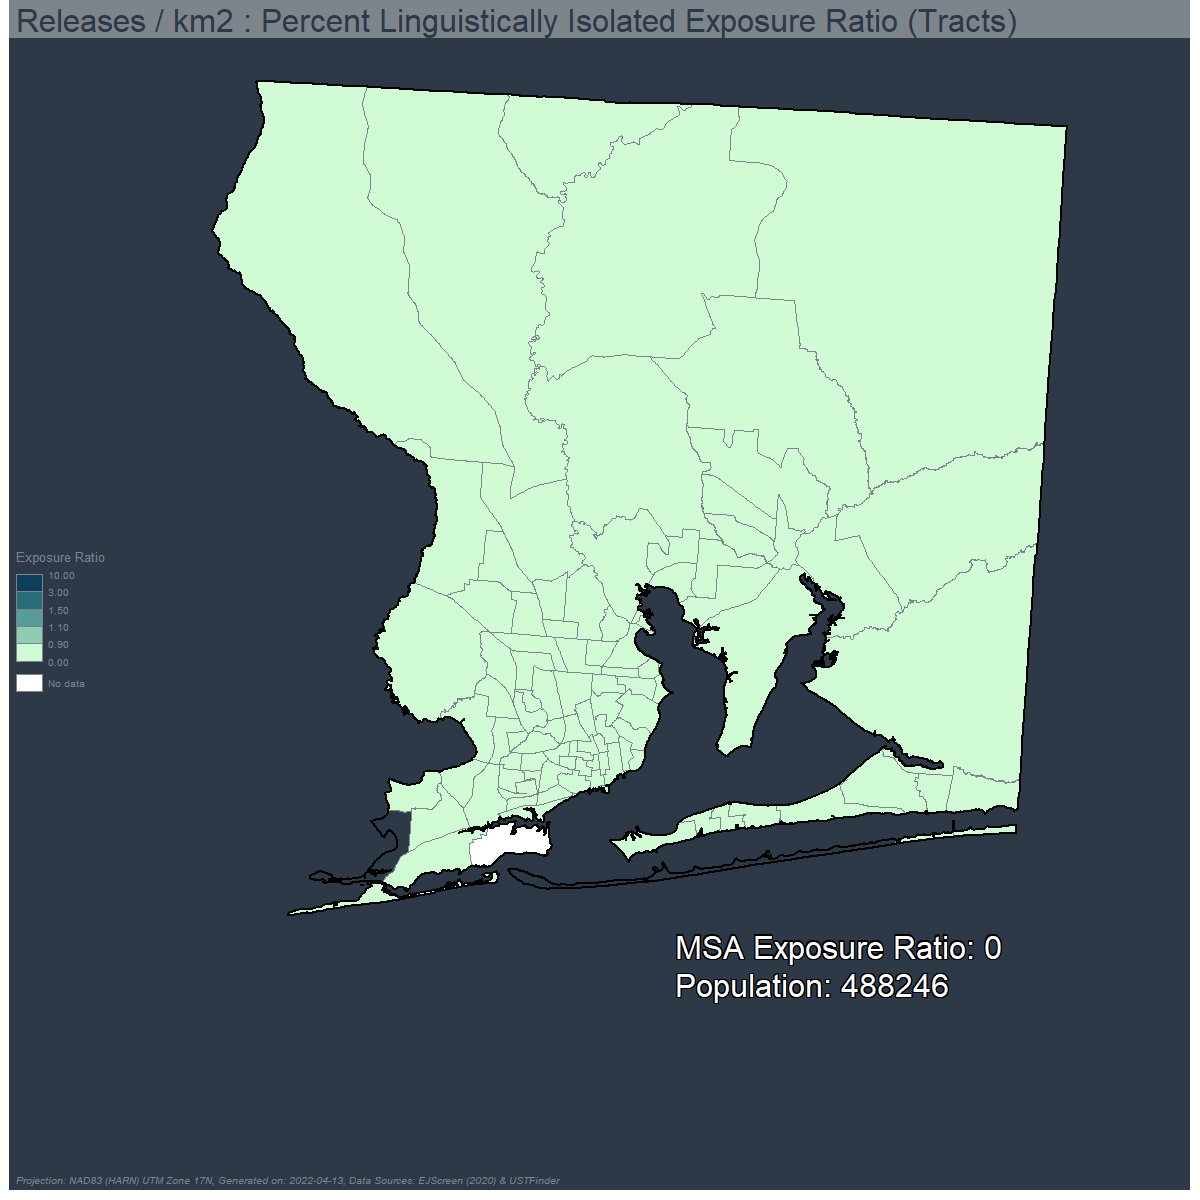 Releases / km2 : Percent Linguistically Isolated Exposure Ratio (Tracts)
Exposure Ratio
10.00
3.00
1.50
1.10
0.90
0.00
No data
MSA Exposure Ratio: 0
Population: 488246
Projection: NAD83 (HARN) UTM Zone 17N, Generated on: 2022-04-13, Data Sources: EJScreen (2020) & USTFinder